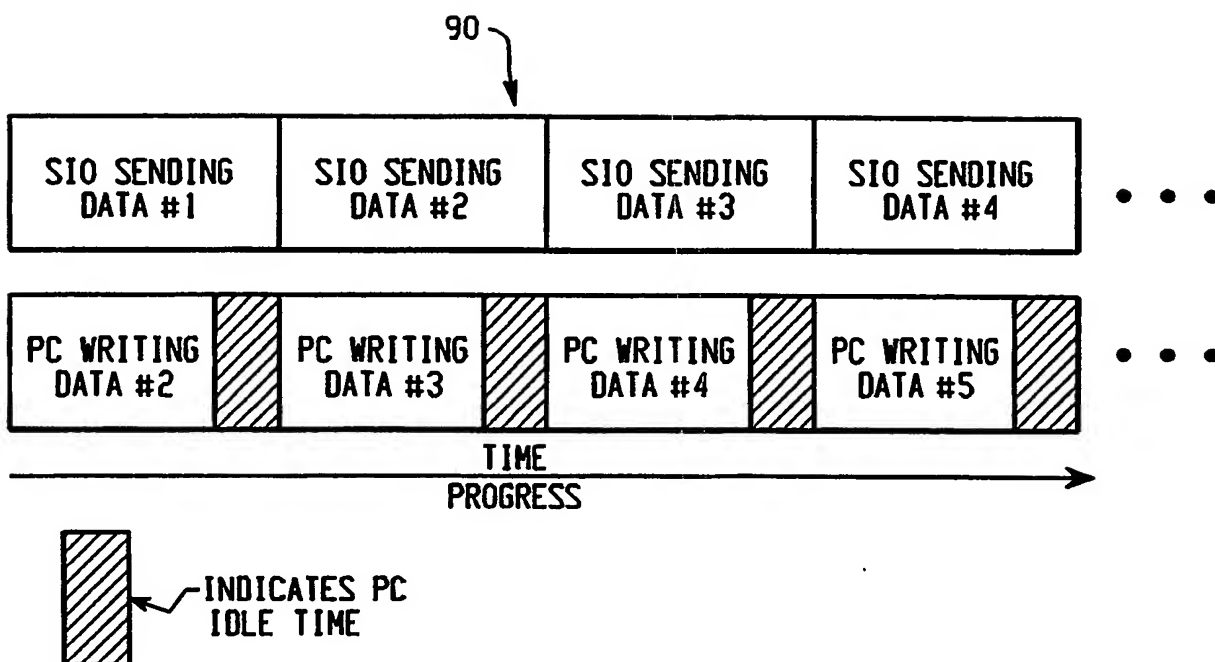 90
SIO SENDING
DATA #1
SIO SENDING
DATA #2
SIO SENDING
DATA #3
SIO SENDING
DATA #4
PC WRITING
DATA #2
PC WRITING
DATA #3
PC WRITING
DATA #4
PC WRITING
DATA #5
TIME
PROGRESS
INDICATES PC
IDLE TIME